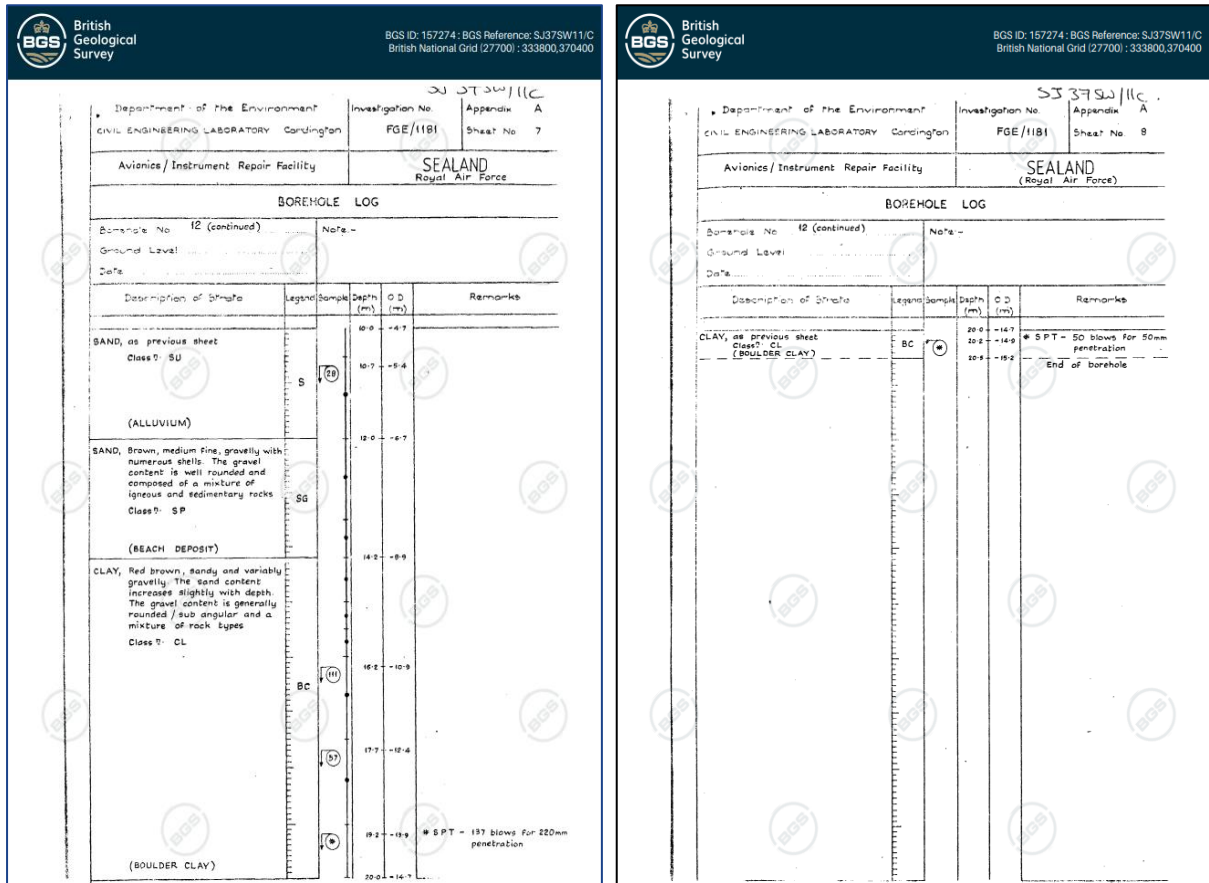 British
Geological
Survey
BGS
BGS ID: 157274 : BGS Reference: SJ37SW11/C
British National Grid (27700) : 333800,370400
SJ 37SW/11C
Department of the Environment
CIVIL ENGINEERING LABORATORY Cardington
Investigation No.
FGE/1181
Appendix A
Sheet No 7
Avionics/Instrument Repair Facility
SEALAND
Royal Air Force
BOREHOLE LOG
Borehole No 12 (continued)
Ground Level
Date
Note:-
Description of Strata
Legend
Sample
Depth
(m)
O D
(m)
Remarks
10·0 -4·7
SAND, as previous sheet
Classn· SU
S
28
10·7 -5·4
(ALLUVIUM)
12·0 -6·7
SAND, Brown, medium fine, gravelly with
numerous shells. The gravel
content is well rounded and
composed of a mixture of
igneous and sedimentary rocks
SG
Classn· SP
(BEACH DEPOSIT)
14·2 -8·9
CLAY, Red brown, sandy and variably
gravelly. The sand content
increases slightly with depth.
The gravel content is generally
rounded / sub angular and a
mixture of rock types
Classn· CL
16·2 -10·9
111
BC
17·7 -12·4
57
19·2 -13·9
* SPT - 137 blows for 220mm
penetration
*
(BOULDER CLAY)
20·0 -14·7
British
Geological
Survey
BGS
BGS ID: 157274 : BGS Reference: SJ37SW11/C
British National Grid (27700) : 333800,370400
SJ 37SW/11C.
Department of the Environment
CIVIL ENGINEERING LABORATORY Cardington
Investigation No.
FGE/1181
Appendix A
Sheet No. 8
Avionics/Instrument Repair Facility
SEALAND
(Royal Air Force)
BOREHOLE LOG
Borehole No 12 (continued)
Ground Level
Date
Note:-
Description of Strata
Legend
Sample
Depth
(m)
O D
(m)
Remarks
20·0 -14·7
CLAY, as previous sheet
Classn· CL
(BOULDER CLAY)
BC
*
20·2 -14·9
* SPT - 50 blows for 50mm
penetration
20·5 -15·2
End of borehole